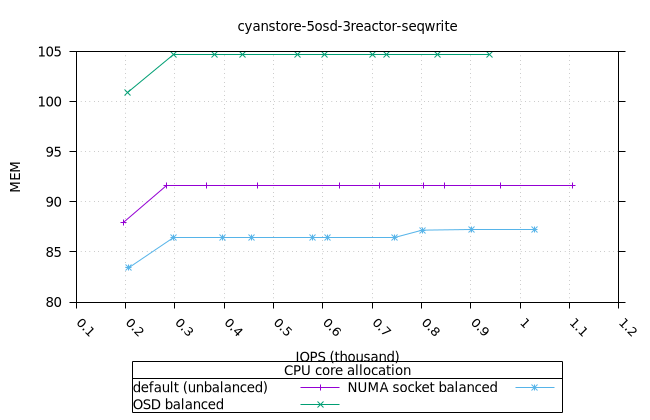 cyanstore-5osd-3reactor-seqwrite
105
100
95
90
85
80
MEM
0.1 0.2 0.3 0.4 0.5 0.6 0.7 0.8 0.9 1 1.1 1.2
IOPS (thousand)
CPU core allocation
default (unbalanced) NUMA socket balanced
OSD balanced